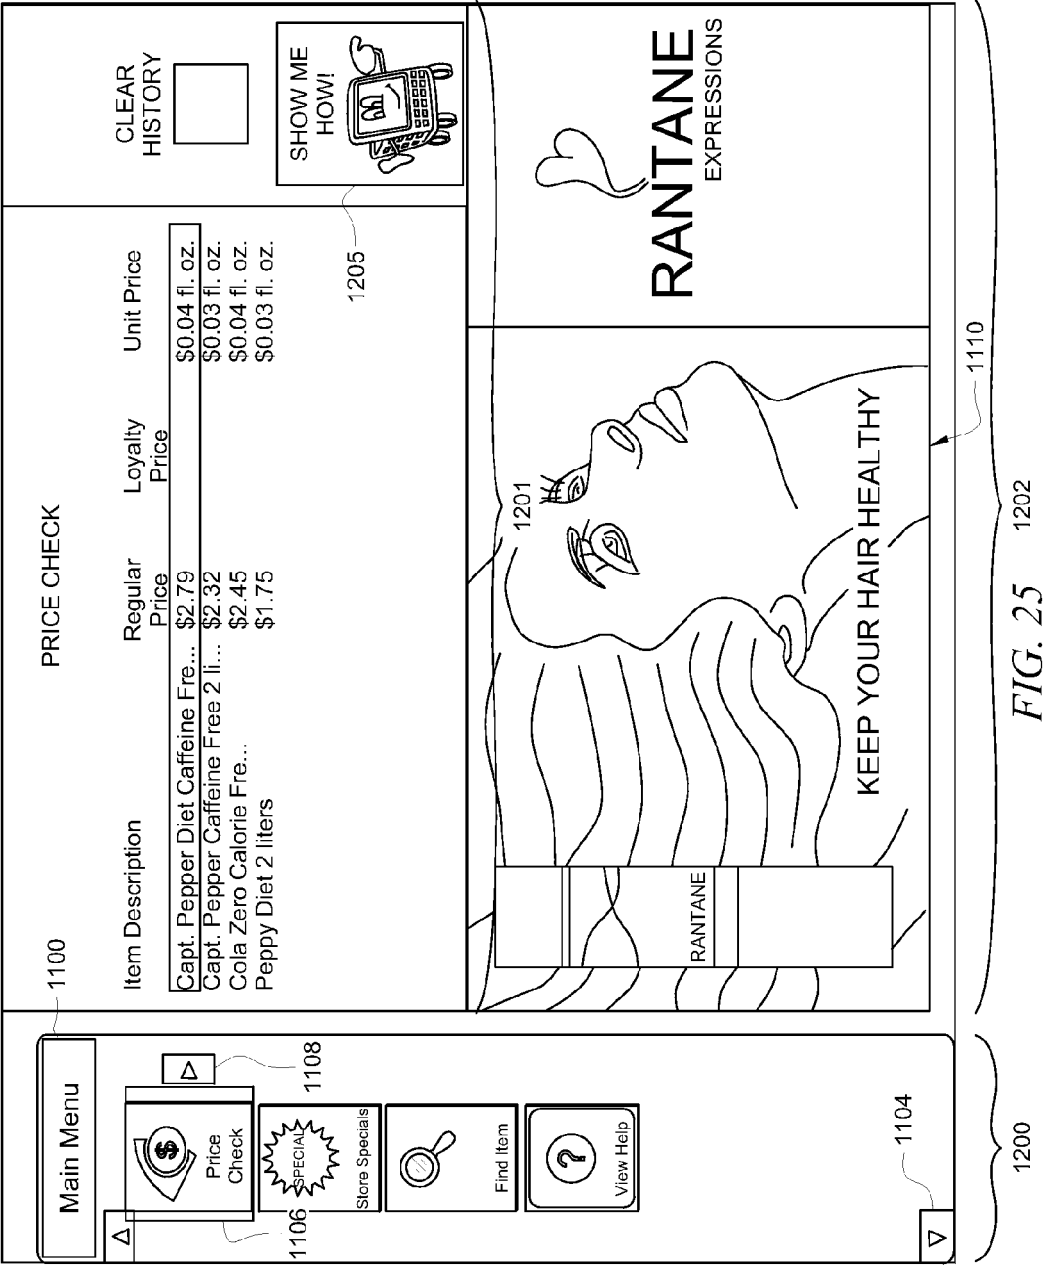 1100
Main Menu
Price
Check
1106
1108
SPECIAL
Store Specials
Find Item
View Help
1104
1200
PRICE CHECK
CLEAR
HISTORY
Item Description Regular Price Loyalty Price Unit Price
Capt. Pepper Diet Caffeine Fre... $2.79 $0.04 fl. oz.
Capt. Pepper Caffeine Free 2 li... $2.32 $0.03 fl. oz.
Cola Zero Calorie Fre... $2.45 $0.04 fl. oz.
Peppy Diet 2 liters $1.75 $0.03 fl. oz.
SHOW ME
HOW!
1205
1201
RANTANE
KEEP YOUR HAIR HEALTHY
RANTANE
EXPRESSIONS
1110
1202
FIG. 25